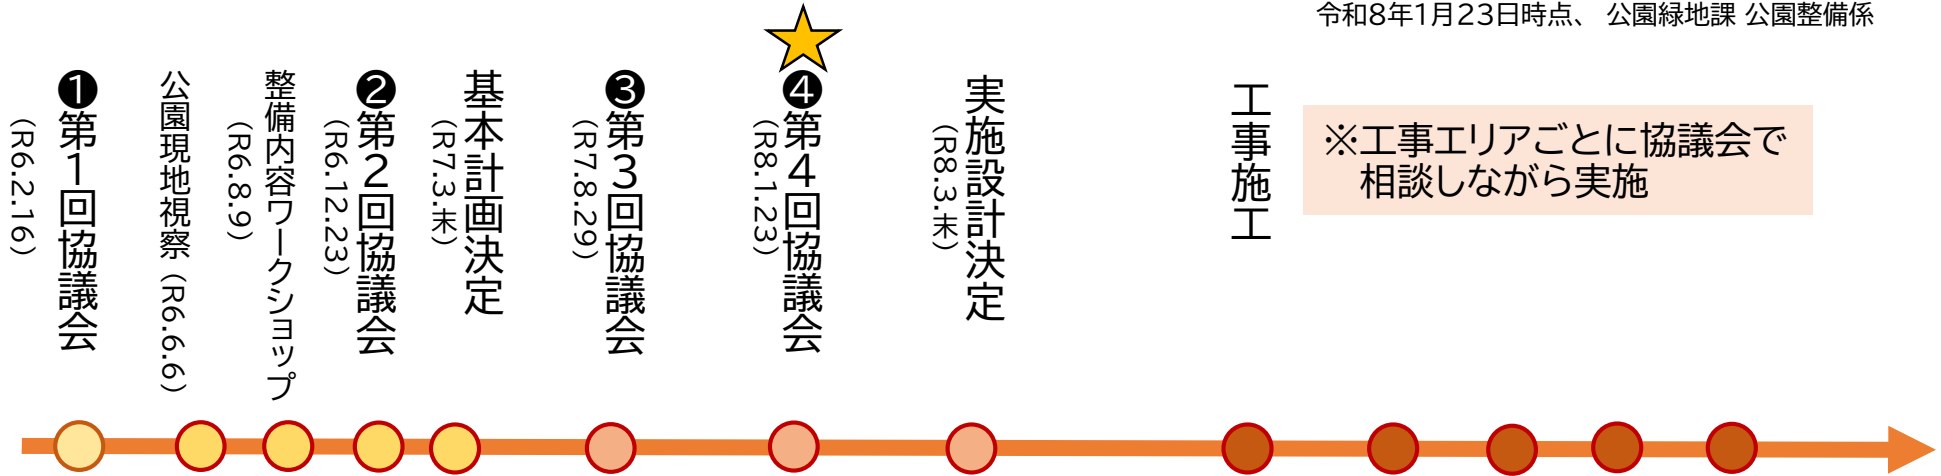 令和8年1月23日時点、 公園緑地課 公園整備係
❶第1回協議会
（R6.2.16）
公園現地視察（R6.6.6）
整備内容ワークショップ
（R6.8.9）
❷第2回協議会
（R6.12.23）
基本計画決定
（R7.3.末）
❸第3回協議会
（R7.8.29）
❹第4回協議会
（R8.1.23）
実施設計決定
（R8.3.末）
工事施工
※工事エリアごとに協議会で
相談しながら実施